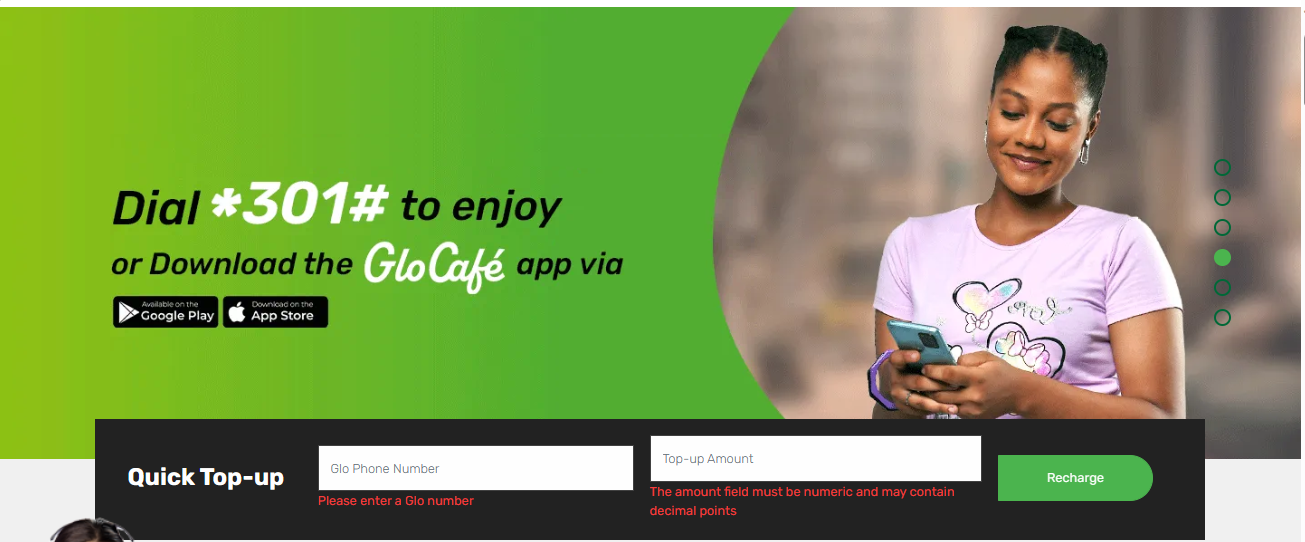 Dial *301# to enjoy
or Download the Glo Café app via
Available on the
Google Play
Download on the
App Store
Quick Top-up
Glo Phone Number
Please enter a Glo number
Top-up Amount
The amount field must be numeric and may contain
decimal points
Recharge